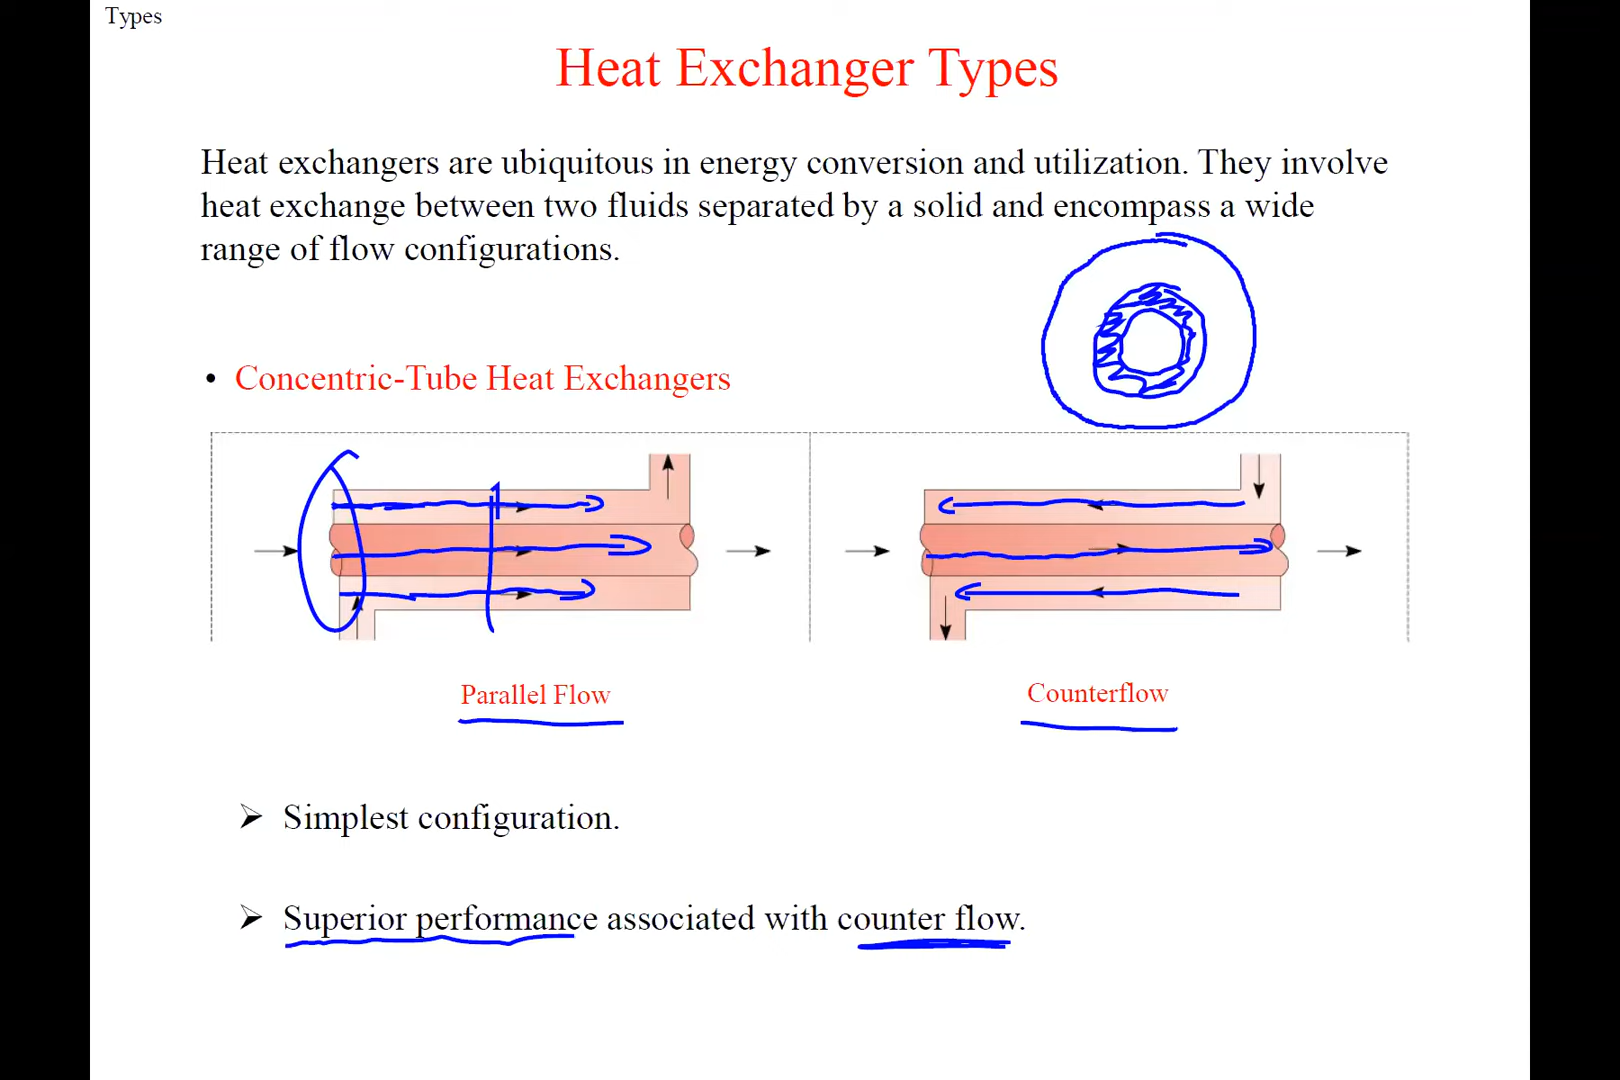 Types
Heat Exchanger Types
Heat exchangers are ubiquitous in energy conversion and utilization. They involve
heat exchange between two fluids separated by a solid and encompass a wide
range of flow configurations.
• Concentric-Tube Heat Exchangers
Parallel Flow
Counterflow
➢ Simplest configuration.
➢ Superior performance associated with counter flow.